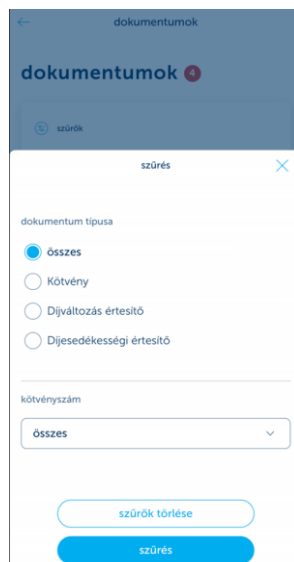 dokumentumok
dokumentumok 4
szűrők
szűrés
dokumentum típusa
összes
Kötvény
Díjváltozás értesítő
Díjesedékességi értesítő
kötvényszám
összes
szűrők törlése
szűrés